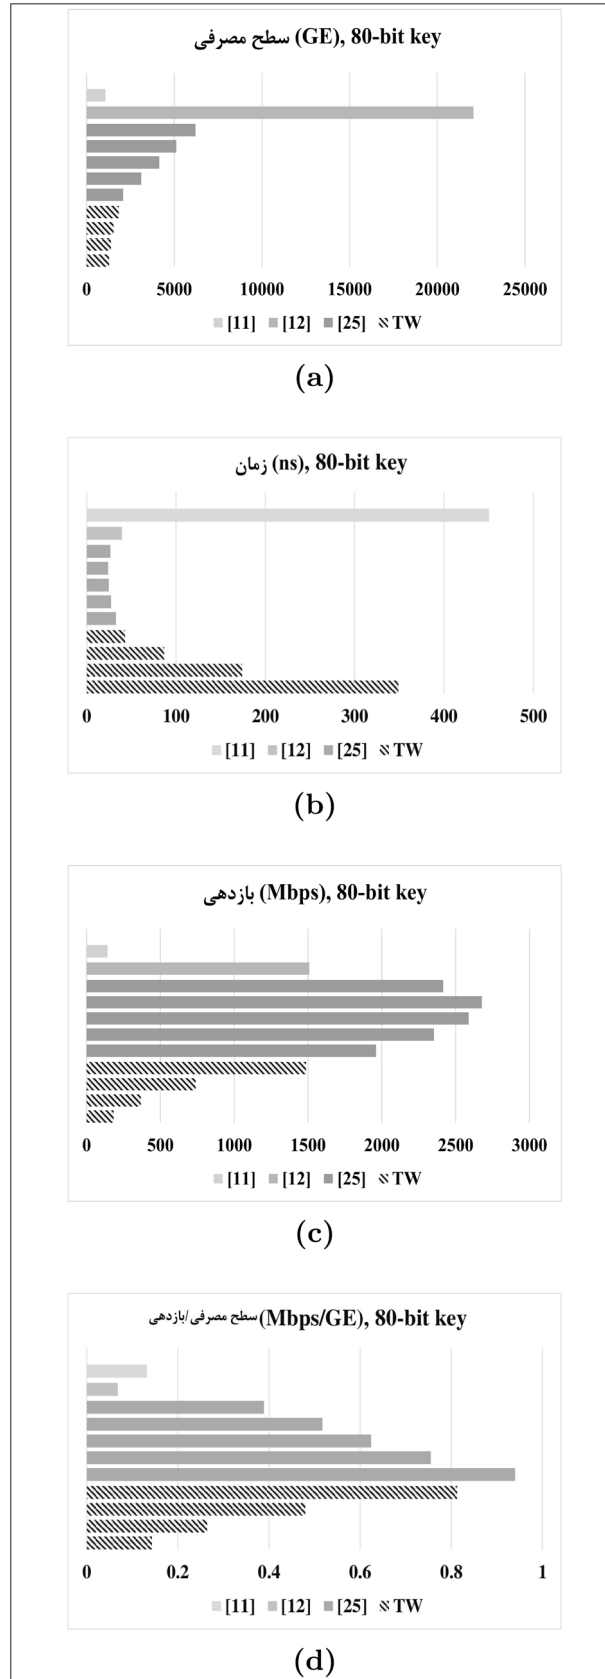 سطح مصرفی (GE), 80-bit key
0 5000 10000 15000 20000 25000
[11] [12] [25] TW
(a)
زمان (ns), 80-bit key
0 100 200 300 400 500
[11] [12] [25] TW
(b)
بازدهی (Mbps), 80-bit key
0 500 1000 1500 2000 2500 3000
[11] [12] [25] TW
(c)
سطح مصرفی/بازدهی (Mbps/GE), 80-bit key
0 0.2 0.4 0.6 0.8 1
[11] [12] [25] TW
(d)